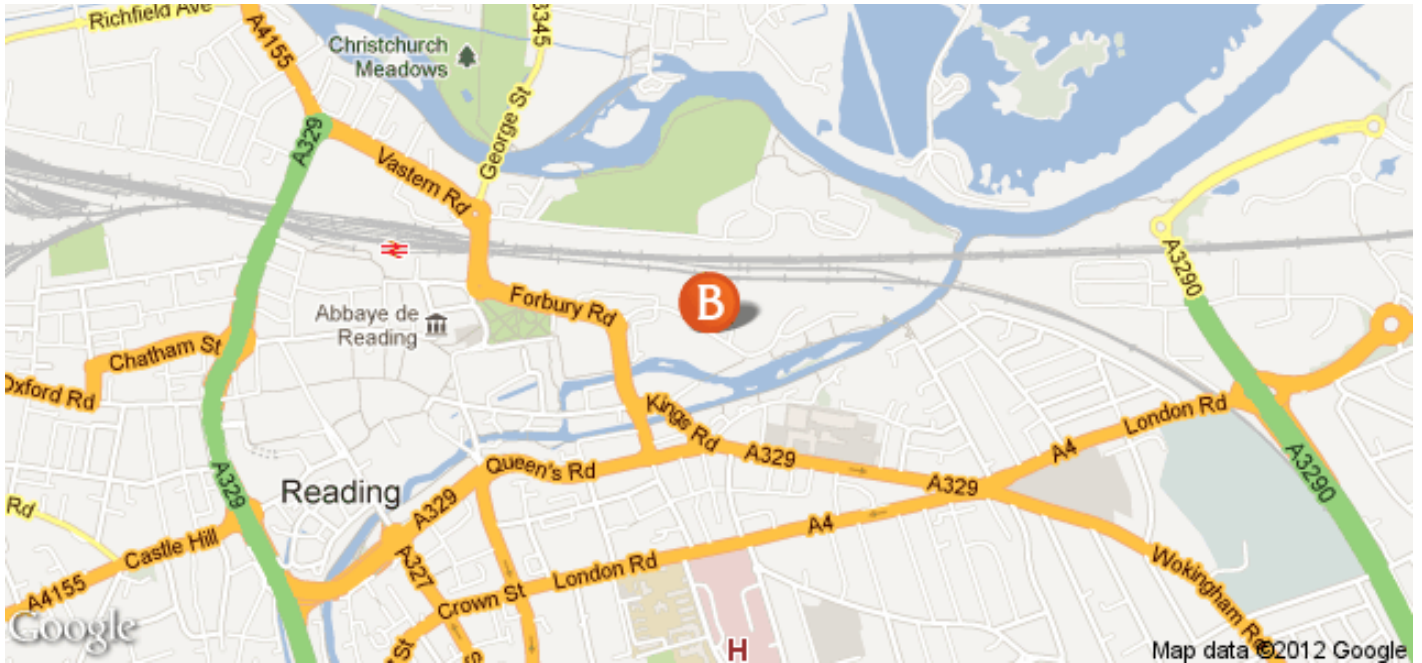 Richfield Ave
A4155
Christchurch
Meadows
3345
George St
A329
Vastern Rd
A3290
Forbury Rd
B
Abbaye de
Reading
Chatham St
Oxford Rd
Kings Rd
London Rd
A4
Queen's Rd
A329
A329
A3290
Reading
A329
A329
Rd
Castle Hill
A4
A4155
A327
London Rd
Crown St
Wokingham Rd
St
H
Google
Map data ©2012 Google